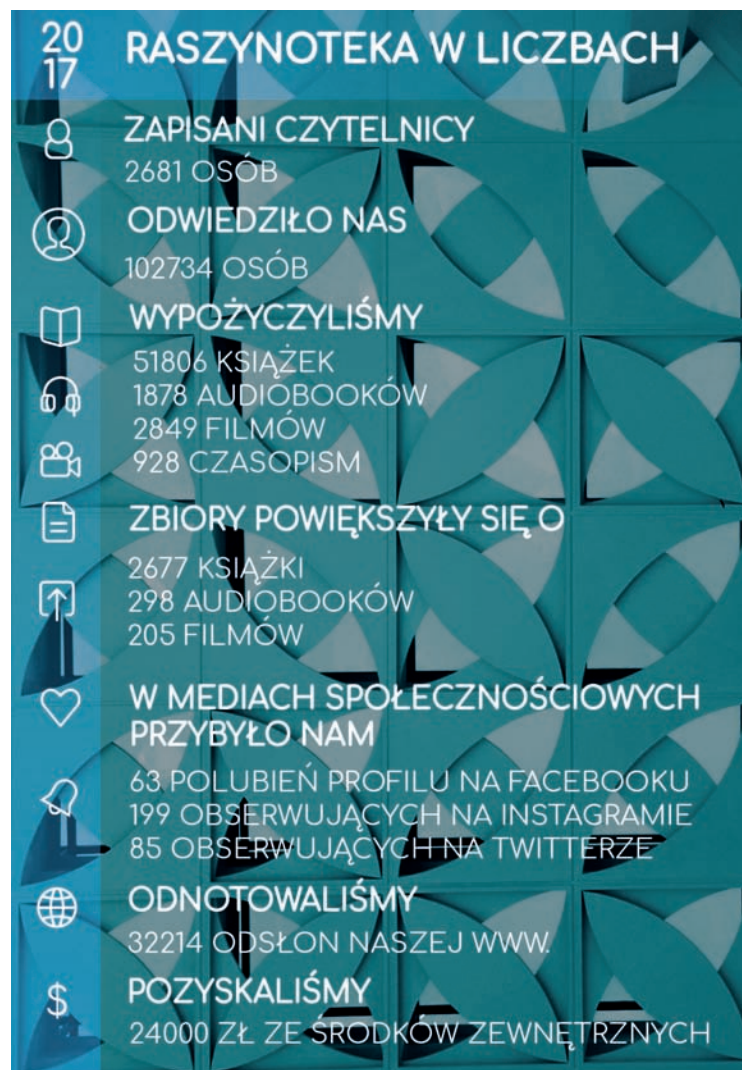 20
17
RASZYNOTEKA W LICZBACH
ZAPISANI CZYTELNICY
2681 OSÓB
ODWIEDZIŁO NAS
102734 OSÓB
WYPOŻYCZYLIŚMY
51806 KSIĄŻEK
1878 AUDIOBOOKÓW
2849 FILMÓW
928 CZASOPISM
ZBIORY POWIĘKSZYŁY SIĘ O
2677 KSIĄŻKI
298 AUDIOBOOKÓW
205 FILMÓW
W MEDIACH SPOŁECZNOŚCIOWYCH
PRZYBYŁO NAM
63 POLUBIEŃ PROFILU NA FACEBOOKU
199 OBSERWUJĄCYCH NA INSTAGRAMIE
85 OBSERWUJĄCYCH NA TWITTERZE
ODNOTOWALIŚMY
32214 ODSŁON NASZEJ WWW.
POZYSKALIŚMY
24000 ZŁ ZE ŚRODKÓW ZEWNĘTRZNYCH